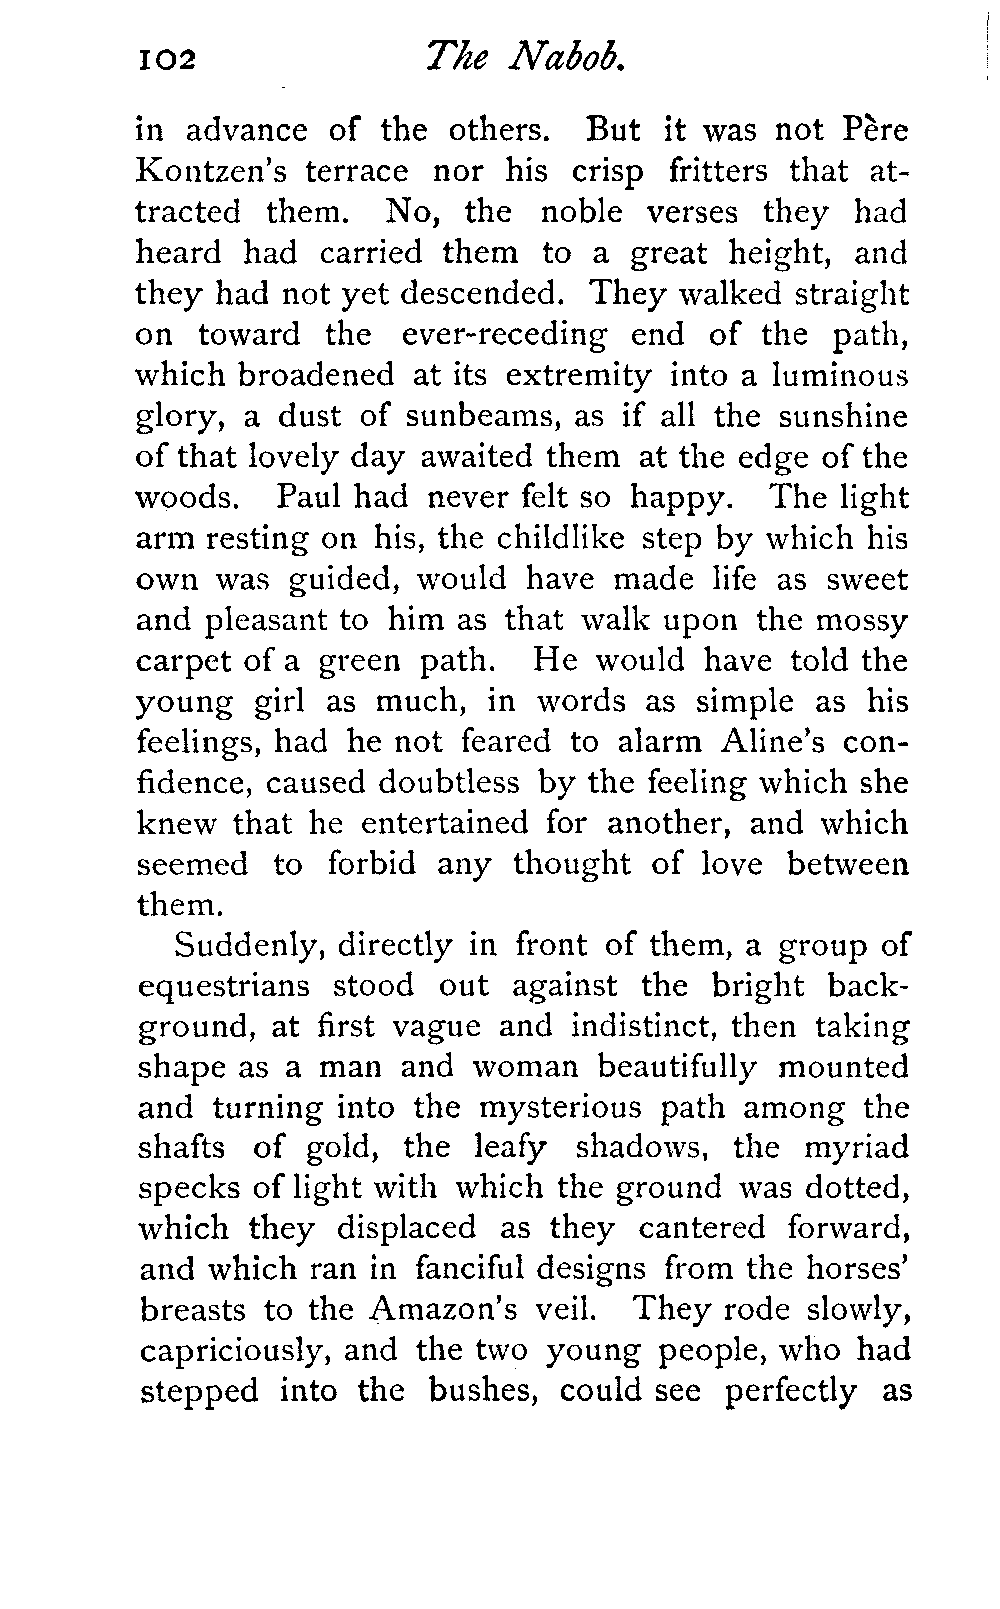 102 The Nabob.
in advance of the others. But it was not Père
Kontzen's terrace nor his crisp fritters that at-
tracted them. No, the noble verses they had
heard had carried them to a great height, and
they had not yet descended. They walked straight
on toward the ever-receding end of the path,
which broadened at its extremity into a luminous
glory, a dust of sunbeams, as if all the sunshine
of that lovely day awaited them at the edge of the
woods. Paul had never felt so happy. The light
arm resting on his, the childlike step by which his
own was guided, would have made life as sweet
and pleasant to him as that walk upon the mossy
carpet of a green path. He would have told the
young girl as much, in words as simple as his
feelings, had he not feared to alarm Aline's con-
fidence, caused doubtless by the feeling which she
knew that he entertained for another, and which
seemed to forbid any thought of love between
them.
Suddenly, directly in front of them, a group of
equestrians stood out against the bright back-
ground, at first vague and indistinct, then taking
shape as a man and woman beautifully mounted
and turning into the mysterious path among the
shafts of gold, the leafy shadows, the myriad
specks of light with which the ground was dotted,
which they displaced as they cantered forward,
and which ran in fanciful designs from the horses'
breasts to the Amazon's veil. They rode slowly,
capriciously, and the two young people, who had
stepped into the bushes, could see perfectly as